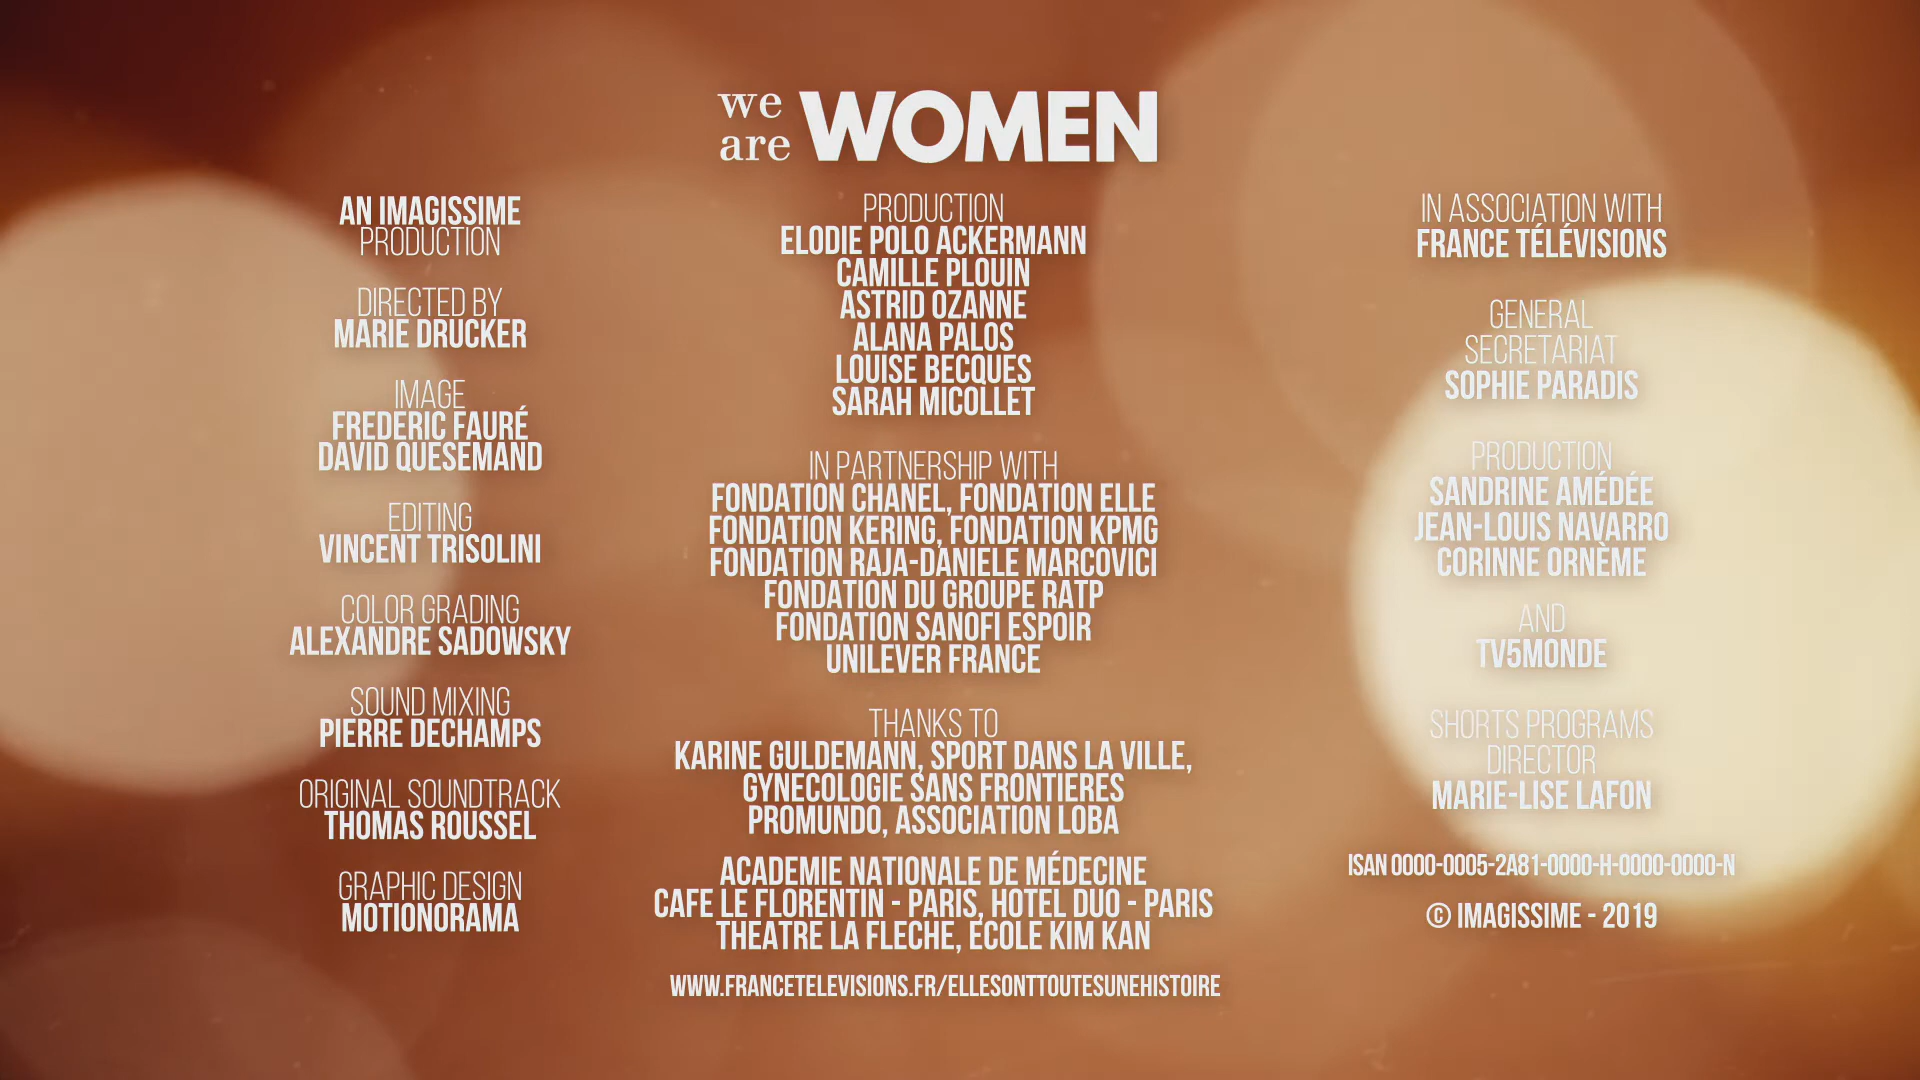 we are WOMEN
AN IMAGISSIME
PRODUCTION
DIRECTED BY
MARIE DRUCKER
IMAGE
FREDERIC FAURÉ
DAVID QUESEMAND
EDITING
VINCENT TRISOLINI
COLOR GRADING
ALEXANDRE SADOWSKY
SOUND MIXING
PIERRE DECHAMPS
ORIGINAL SOUNDTRACK
THOMAS ROUSSEL
GRAPHIC DESIGN
MOTIONORAMA
PRODUCTION
ELODIE POLO ACKERMANN
CAMILLE PLOUIN
ASTRID OZANNE
ALANA PALOS
LOUISE BECQUES
SARAH MICOLLET
IN PARTNERSHIP WITH
FONDATION CHANEL, FONDATION ELLE
FONDATION KERING, FONDATION KPMG
FONDATION RAJA-DANIELE MARCOVICI
FONDATION DU GROUPE RATP
FONDATION SANOFI ESPOIR
UNILEVER FRANCE
THANKS TO
KARINE GULDEMANN, SPORT DANS LA VILLE,
GYNECOLOGIE SANS FRONTIERES
PROMUNDO, ASSOCIATION LOBA
ACADEMIE NATIONALE DE MÉDECINE
CAFE LE FLORENTIN - PARIS, HOTEL DUO - PARIS
THEATRE LA FLECHE, ECOLE KIM KAN
WWW.FRANCETELEVISIONS.FR/ELLESONTTOUTESUNEHISTOIRE
IN ASSOCIATION WITH
FRANCE TÉLÉVISIONS
GENERAL
SECRETARIAT
SOPHIE PARADIS
PRODUCTION
SANDRINE AMÉDÉE
JEAN-LOUIS NAVARRO
CORINNE ORNÈME
AND
TV5MONDE
SHORTS PROGRAMS
DIRECTOR
MARIE-LISE LAFON
ISAN 0000-0005-2A81-0000-H-0000-0000-N
© IMAGISSIME - 2019